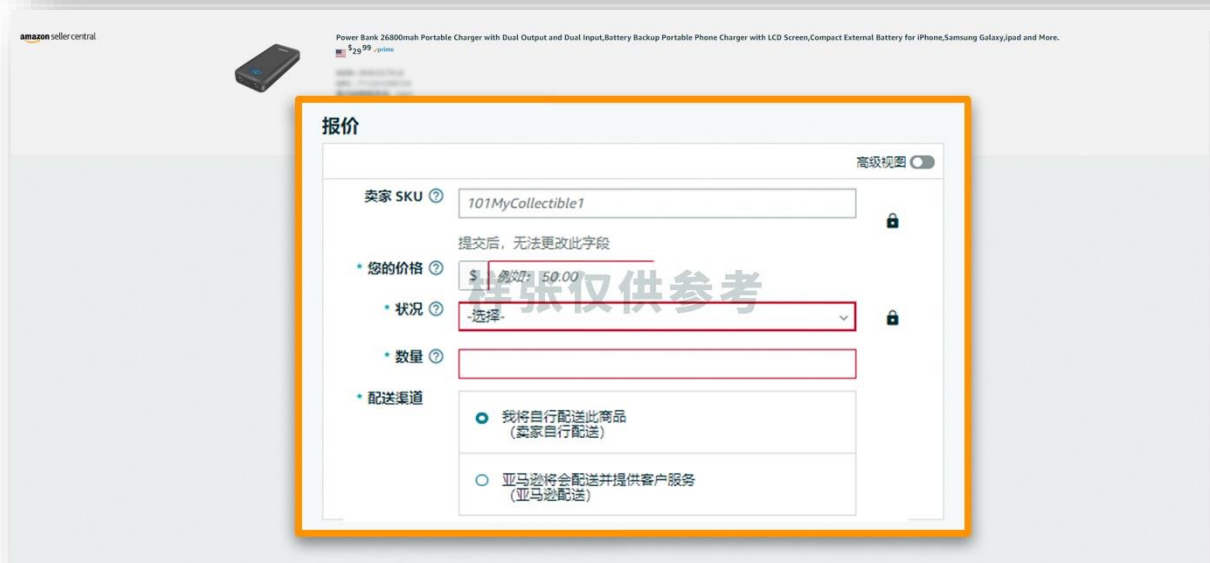 amazon seller central
Power Bank 26800mah Portable Charger with Dual Output and Dual Input,Battery Backup Portable Phone Charger with LCD Screen,Compact External Battery for iPhone,Samsung Galaxy,ipad and More.
$29⁹⁹ prime
报价
高级视图
卖家 SKU ?
101MyCollectible1
提交后，无法更改此字段
* 您的价格 ?
$ 例如：50.00
样张仅供参考
* 状况 ?
-选择-
* 数量 ?
* 配送渠道
我将自行配送此商品
（卖家自行配送）
亚马逊将会配送并提供客户服务
（亚马逊配送）